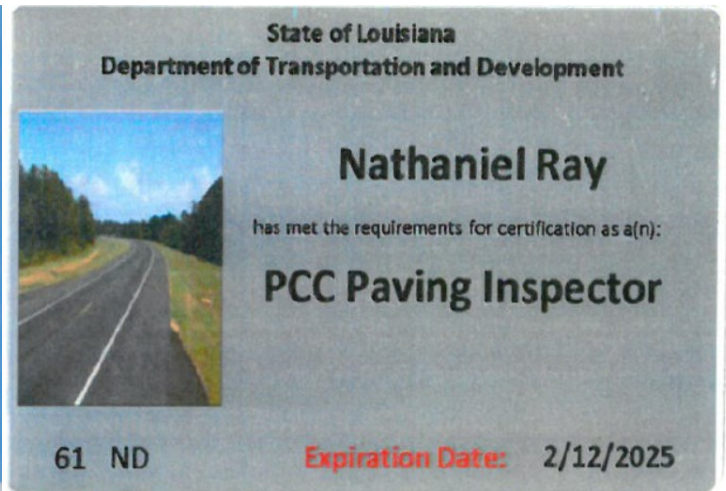 State of Louisiana
Department of Transportation and Development
Nathaniel Ray
has met the requirements for certification as a(n):
PCC Paving Inspector
61 ND
Expiration Date: 2/12/2025